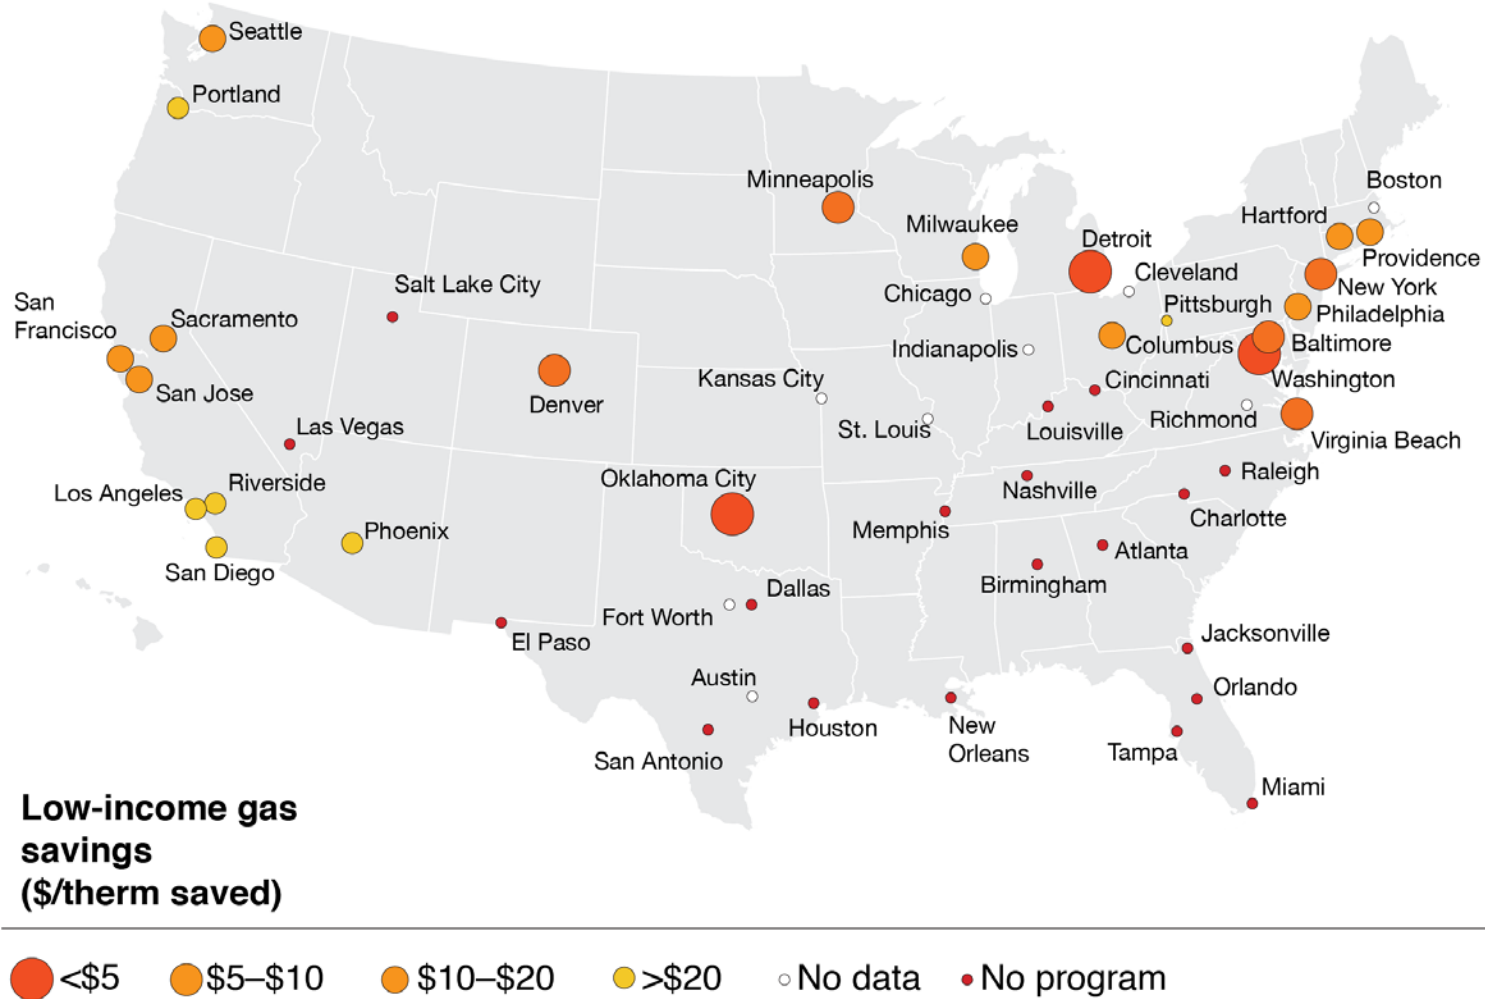 Seattle
Portland
Minneapolis
Boston
Milwaukee
Hartford
Detroit
Providence
Salt Lake City
Cleveland
Chicago
New York
San
Francisco
Sacramento
Pittsburgh
Philadelphia
Indianapolis
Columbus
Baltimore
Kansas City
Cincinnati
Washington
San Jose
Denver
Richmond
Las Vegas
St. Louis
Louisville
Virginia Beach
Los Angeles
Riverside
Oklahoma City
Raleigh
Nashville
Phoenix
Memphis
Charlotte
Atlanta
San Diego
Birmingham
Dallas
Fort Worth
El Paso
Jacksonville
Austin
Orlando
Houston
New
Orleans
Tampa
San Antonio
Miami
Low-income gas
savings
($/therm saved)
<$5 $5–$10 $10–$20 >$20 No data No program